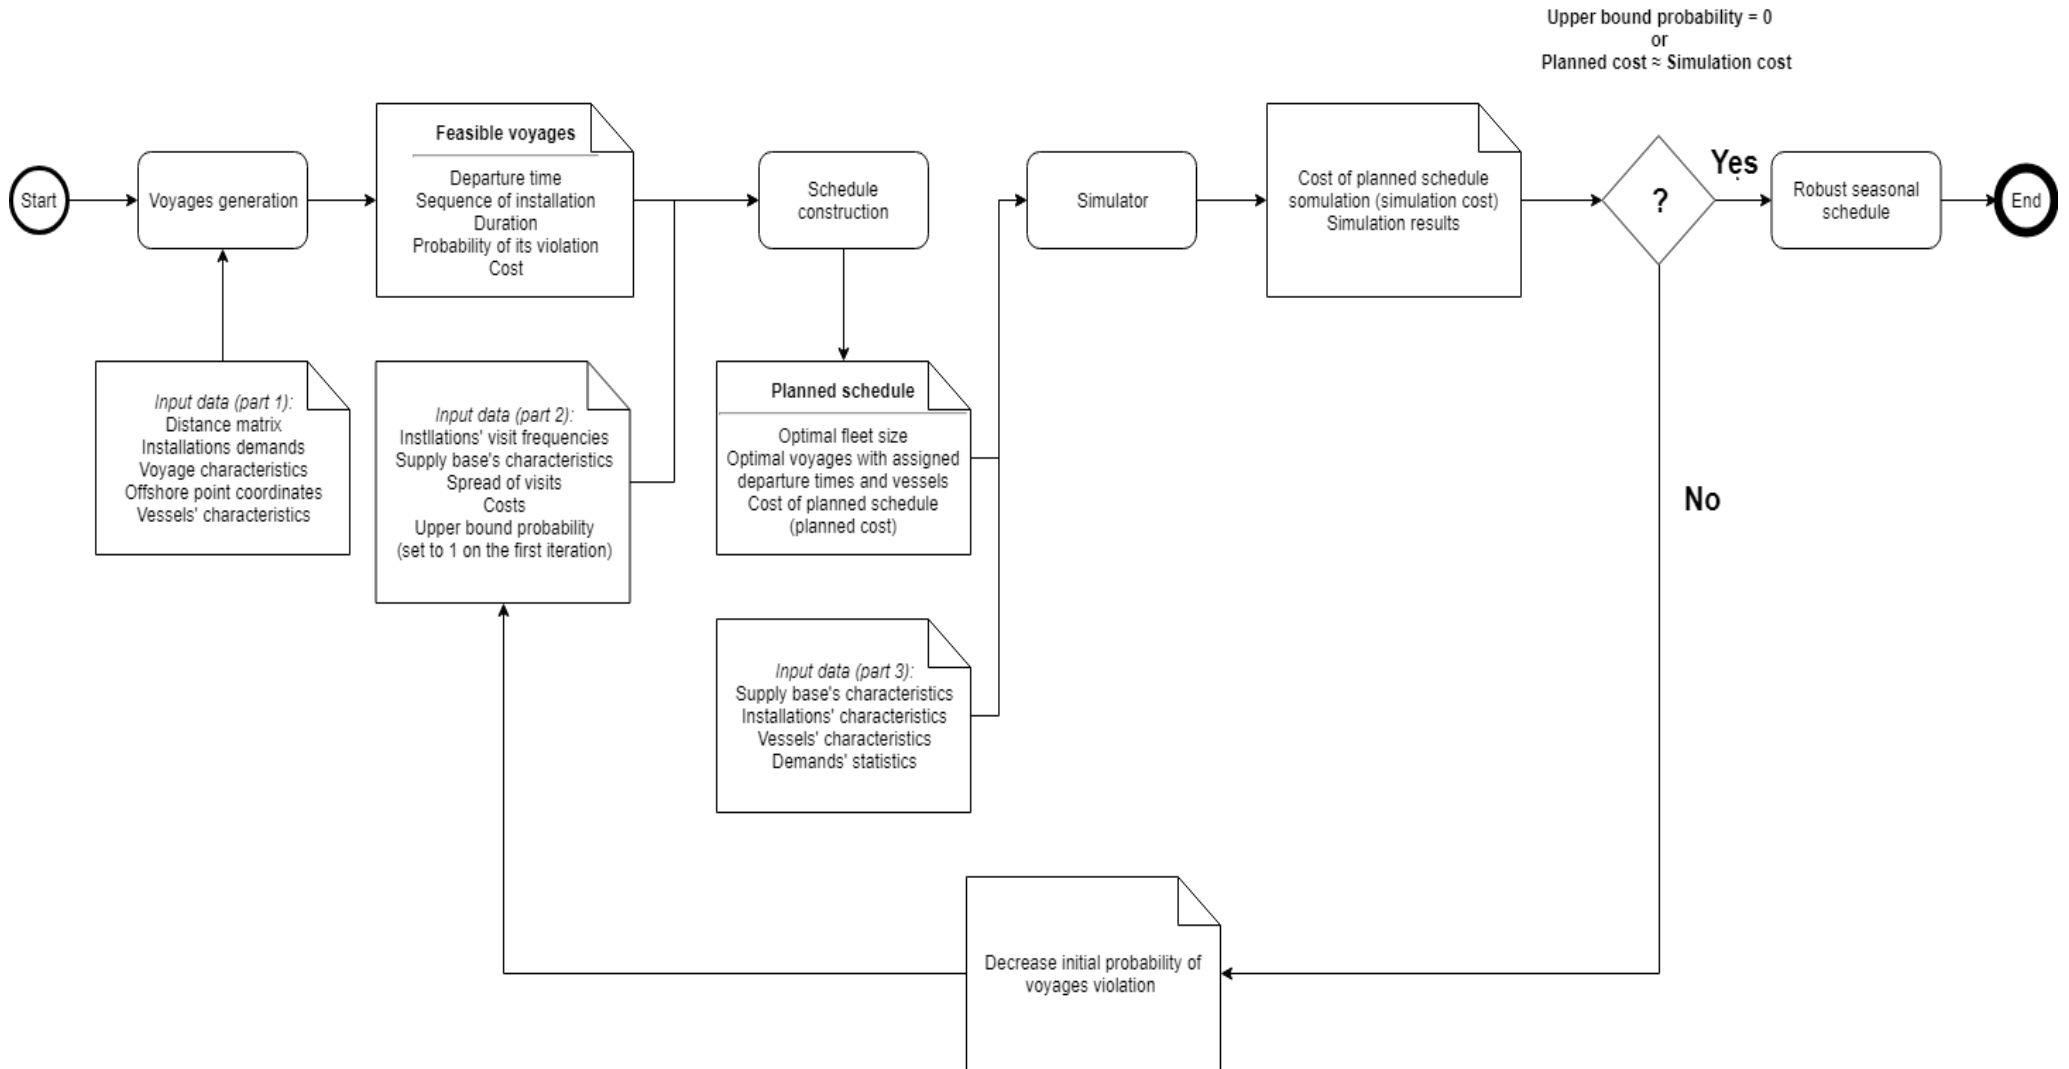 Upper bound probability = 0
or
Planned cost ≈ Simulation cost
Start
Voyages generation
Feasible voyages
Departure time
Sequence of installation
Duration
Probability of its violation
Cost
Schedule
construction
Simulator
Cost of planned schedule
somulation (simulation cost)
Simulation results
?
Yes
Robust seasonal
schedule
End
Input data (part 1):
Distance matrix
Installations demands
Voyage characteristics
Offshore point coordinates
Vessels' characteristics
Input data (part 2):
Instllations' visit frequencies
Supply base's characteristics
Spread of visits
Costs
Upper bound probability
(set to 1 on the first iteration)
Planned schedule
Optimal fleet size
Optimal voyages with assigned
departure times and vessels
Cost of planned schedule
(planned cost)
No
Input data (part 3):
Supply base's characteristics
Installations' characteristics
Vessels' characteristics
Demands' statistics
Decrease initial probability of
voyages violation